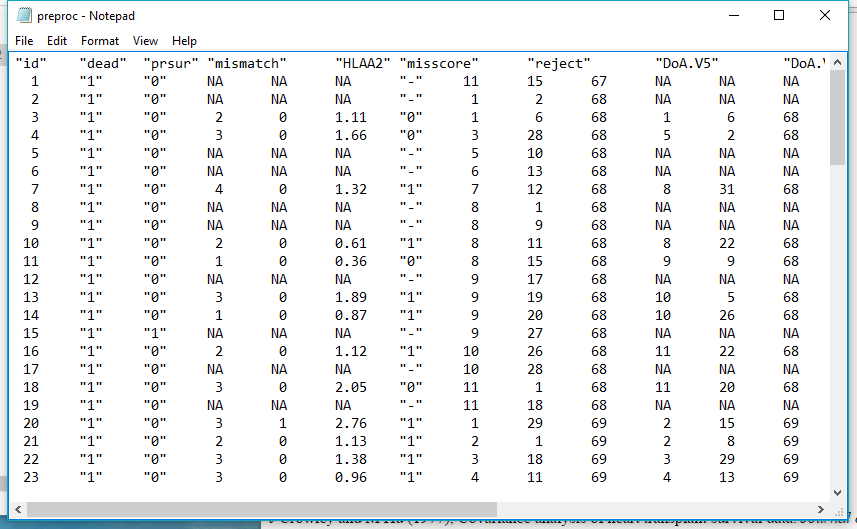 preproc - Notepad
File Edit Format View Help
"id" "dead" "prsur" "mismatch" "HLAA2" "misscore" "reject" "DoA.V5" "DoA.
1 "1" "0" NA NA NA "-" 11 15 67 NA NA NA
2 "1" "0" NA NA NA "-" 1 2 68 NA NA NA
3 "1" "0" 2 0 1.11 "0" 1 6 68 1 6 68
4 "1" "0" 3 0 1.66 "0" 3 28 68 5 2 68
5 "1" "0" NA NA NA "-" 5 10 68 NA NA NA
6 "1" "0" NA NA NA "-" 6 13 68 NA NA NA
7 "1" "0" 4 0 1.32 "1" 7 12 68 8 31 68
8 "1" "0" NA NA NA "-" 8 1 68 NA NA NA
9 "1" "0" NA NA NA "-" 8 9 68 NA NA NA
10 "1" "0" 2 0 0.61 "1" 8 11 68 8 22 68
11 "1" "0" 1 0 0.36 "0" 8 15 68 9 9 68
12 "1" "0" NA NA NA "-" 9 17 68 NA NA NA
13 "1" "0" 3 0 1.89 "1" 9 19 68 10 5 68
14 "1" "0" 1 0 0.87 "1" 9 20 68 10 26 68
15 "1" "1" NA NA NA "-" 9 27 68 NA NA NA
16 "1" "0" 2 0 1.12 "1" 10 26 68 11 22 68
17 "1" "0" NA NA NA "-" 10 28 68 NA NA NA
18 "1" "0" 3 0 2.05 "0" 11 1 68 11 20 68
19 "1" "0" NA NA NA "-" 11 18 68 NA NA NA
20 "1" "0" 3 1 2.76 "1" 1 29 69 2 15 69
21 "1" "0" 2 0 1.13 "1" 2 1 69 2 8 69
22 "1" "0" 3 0 1.38 "1" 3 18 69 3 29 69
23 "1" "0" 3 0 0.96 "1" 4 11 69 4 13 69